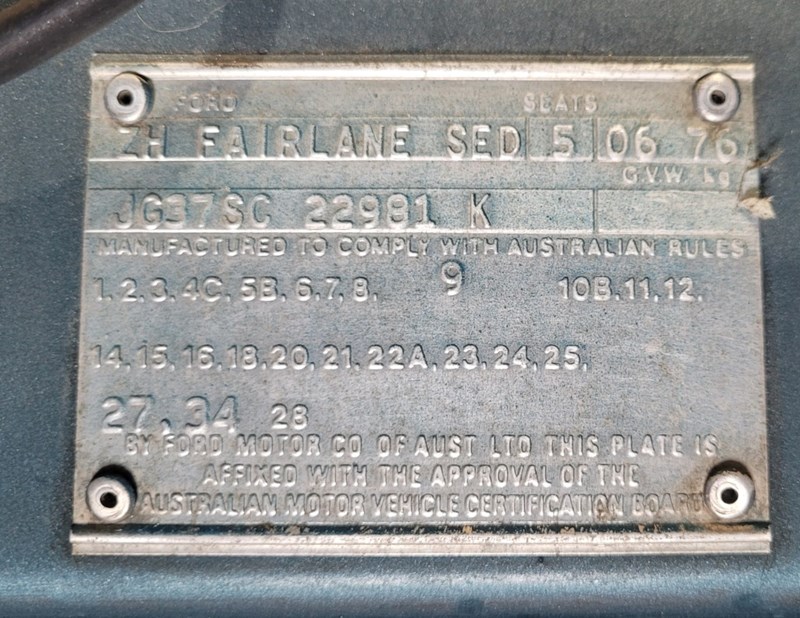 FORD SEATS
ZH FAIRLANE SED 5 06 76
G.V.W. kg
JG37SC 22981 K
MANUFACTURED TO COMPLY WITH AUSTRALIAN RULES
1, 2, 3, 4C, 5B, 6, 7, 8, 9 10B, 11, 12,
14, 15, 16, 18, 20, 21, 22A, 23, 24, 25,
27, 34 28
BY FORD MOTOR CO OF AUST LTD THIS PLATE IS
AFFIXED WITH THE APPROVAL OF THE
AUSTRALIAN MOTOR VEHICLE CERTIFICATION BOARD